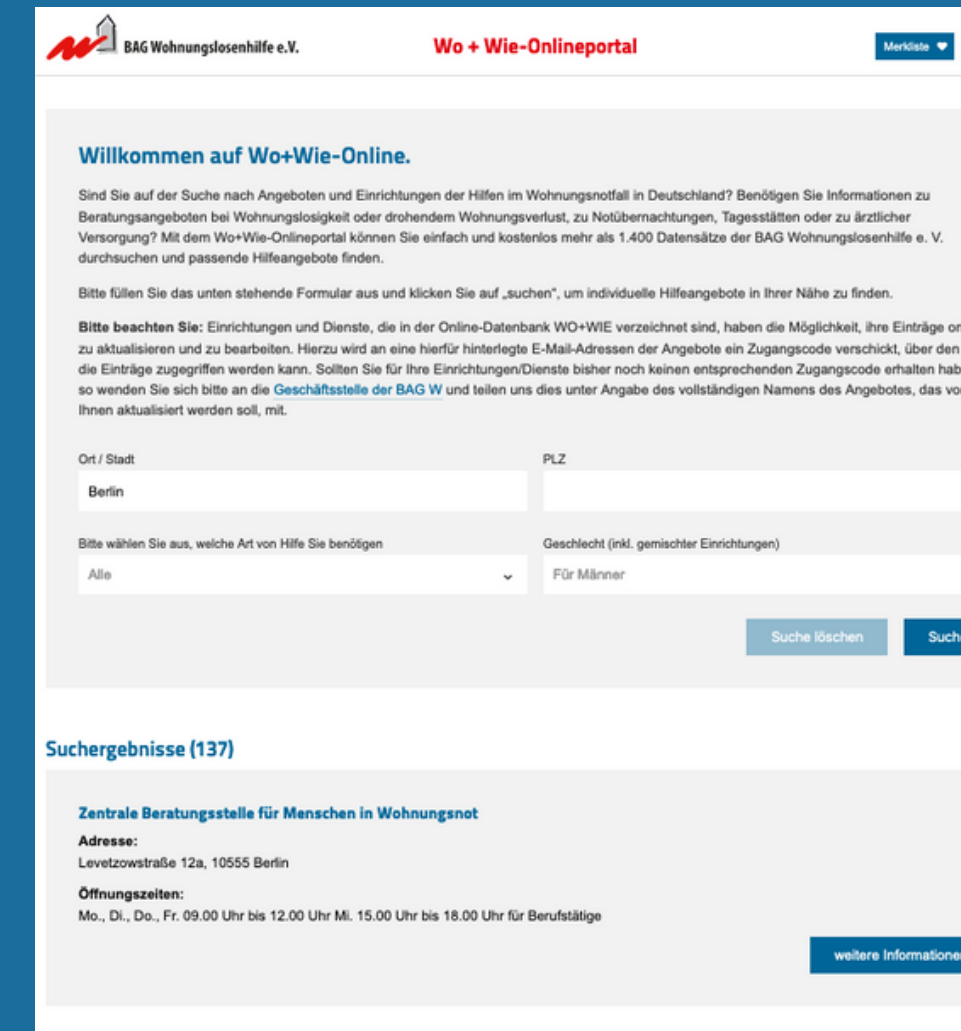 BAG Wohnungslosenhilfe e.V.
Wo + Wie-Onlineportal
Merkliste
Willkommen auf Wo+Wie-Online.
Sind Sie auf der Suche nach Angeboten und Einrichtungen der Hilfen im Wohnungsnotfall in Deutschland? Benötigen Sie Informationen zu
Beratungsangeboten bei Wohnungslosigkeit oder drohendem Wohnungsverlust, zu Notübernachtungen, Tagesstätten oder zu ärztlicher
Versorgung? Mit dem Wo+Wie-Onlineportal können Sie einfach und kostenlos mehr als 1.400 Datensätze der BAG Wohnungslosenhilfe e. V.
durchsuchen und passende Hilfeangebote finden.
Bitte füllen Sie das unten stehende Formular aus und klicken Sie auf „suchen", um individuelle Hilfeangebote in Ihrer Nähe zu finden.
Bitte beachten Sie: Einrichtungen und Dienste, die in der Online-Datenbank WO+WIE verzeichnet sind, haben die Möglichkeit, ihre Einträge on
zu aktualisieren und zu bearbeiten. Hierzu wird an eine hierfür hinterlegte E-Mail-Adressen der Angebote ein Zugangscode verschickt, über den
die Einträge zugegriffen werden kann. Sollten Sie für Ihre Einrichtungen/Dienste bisher noch keinen entsprechenden Zugangscode erhalten hab
so wenden Sie sich bitte an die Geschäftsstelle der BAG W und teilen uns dies unter Angabe des vollständigen Namens des Angebotes, das vo
Ihnen aktualisiert werden soll, mit.
Ort / Stadt
PLZ
Berlin
Bitte wählen Sie aus, welche Art von Hilfe Sie benötigen
Geschlecht (inkl. gemischter Einrichtungen)
Alle
Für Männer
Suche löschen
Such
Suchergebnisse (137)
Zentrale Beratungsstelle für Menschen in Wohnungsnot
Adresse:
Levetzowstraße 12a, 10555 Berlin
Öffnungszeiten:
Mo., Di., Do., Fr. 09.00 Uhr bis 12.00 Uhr Mi. 15.00 Uhr bis 18.00 Uhr für Berufstätige
weitere Informatione